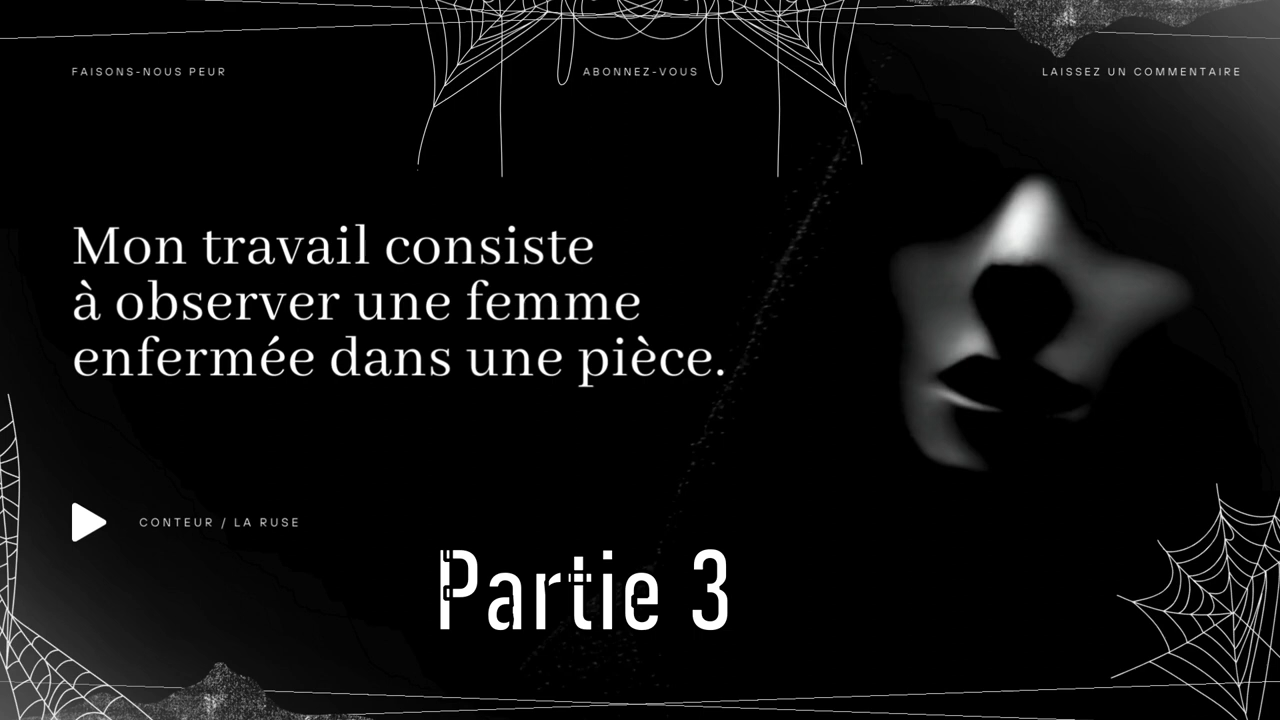 FAISONS-NOUS PEUR
ABONNEZ-VOUS
LAISSEZ UN COMMENTAIRE
Mon travail consiste
à observer une femme
enfermée dans une pièce.
CONTEUR / LA RUSE
Partie 3